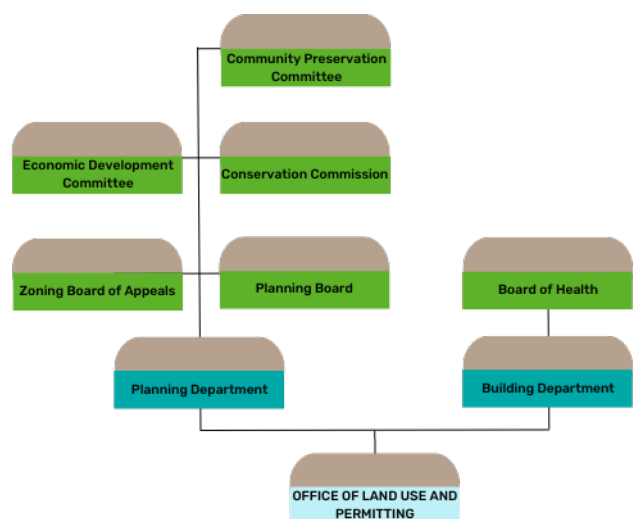 Community Preservation
Committee
Economic Development
Committee
Conservation Commission
Zoning Board of Appeals
Planning Board
Board of Health
Planning Department
Building Department
OFFICE OF LAND USE AND
PERMITTING